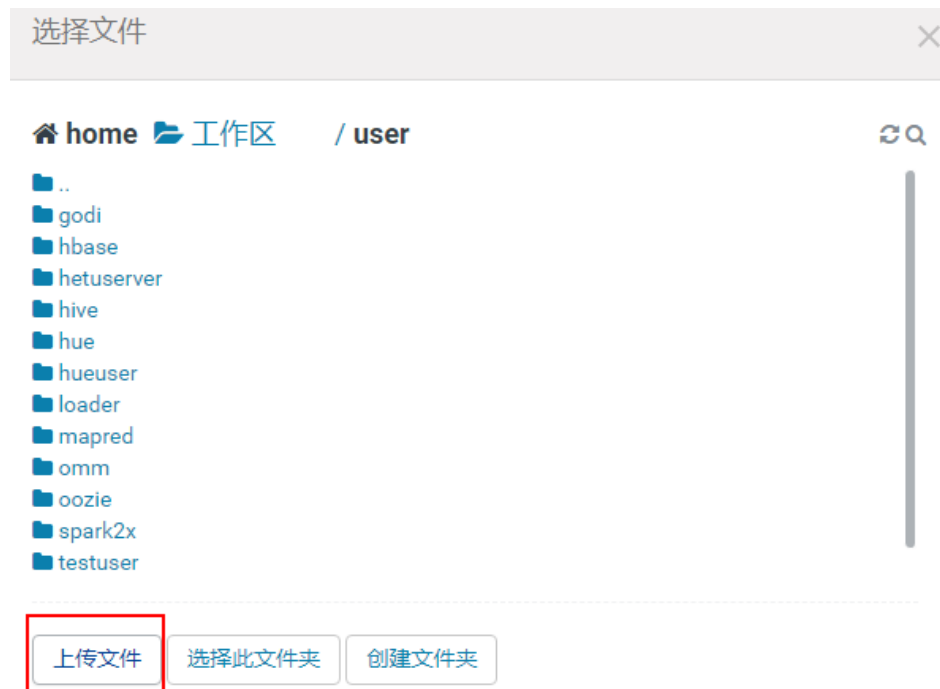 选择文件
home 工作区 / user
..
godi
hbase
hetuserver
hive
hue
hueuser
loader
mapred
omm
oozie
spark2x
testuser
上传文件 选择此文件夹 创建文件夹